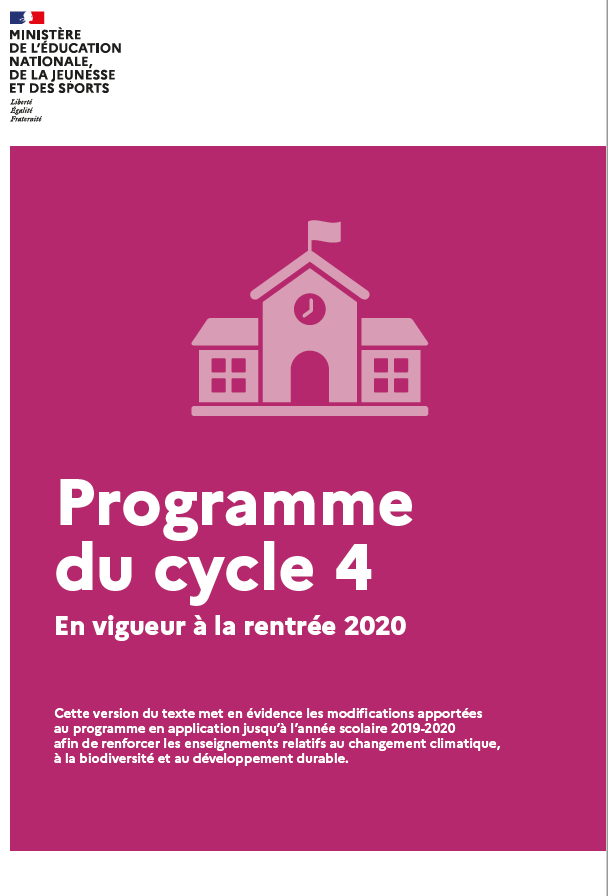 MINISTÈRE
DE L'ÉDUCATION
NATIONALE,
DE LA JEUNESSE
ET DES SPORTS
Liberté
Égalité
Fraternité
Programme
du cycle 4
En vigueur à la rentrée 2020
Cette version du texte met en évidence les modifications apportées
au programme en application jusqu'à l'année scolaire 2019-2020
afin de renforcer les enseignements relatifs au changement climatique,
à la biodiversité et au développement durable.